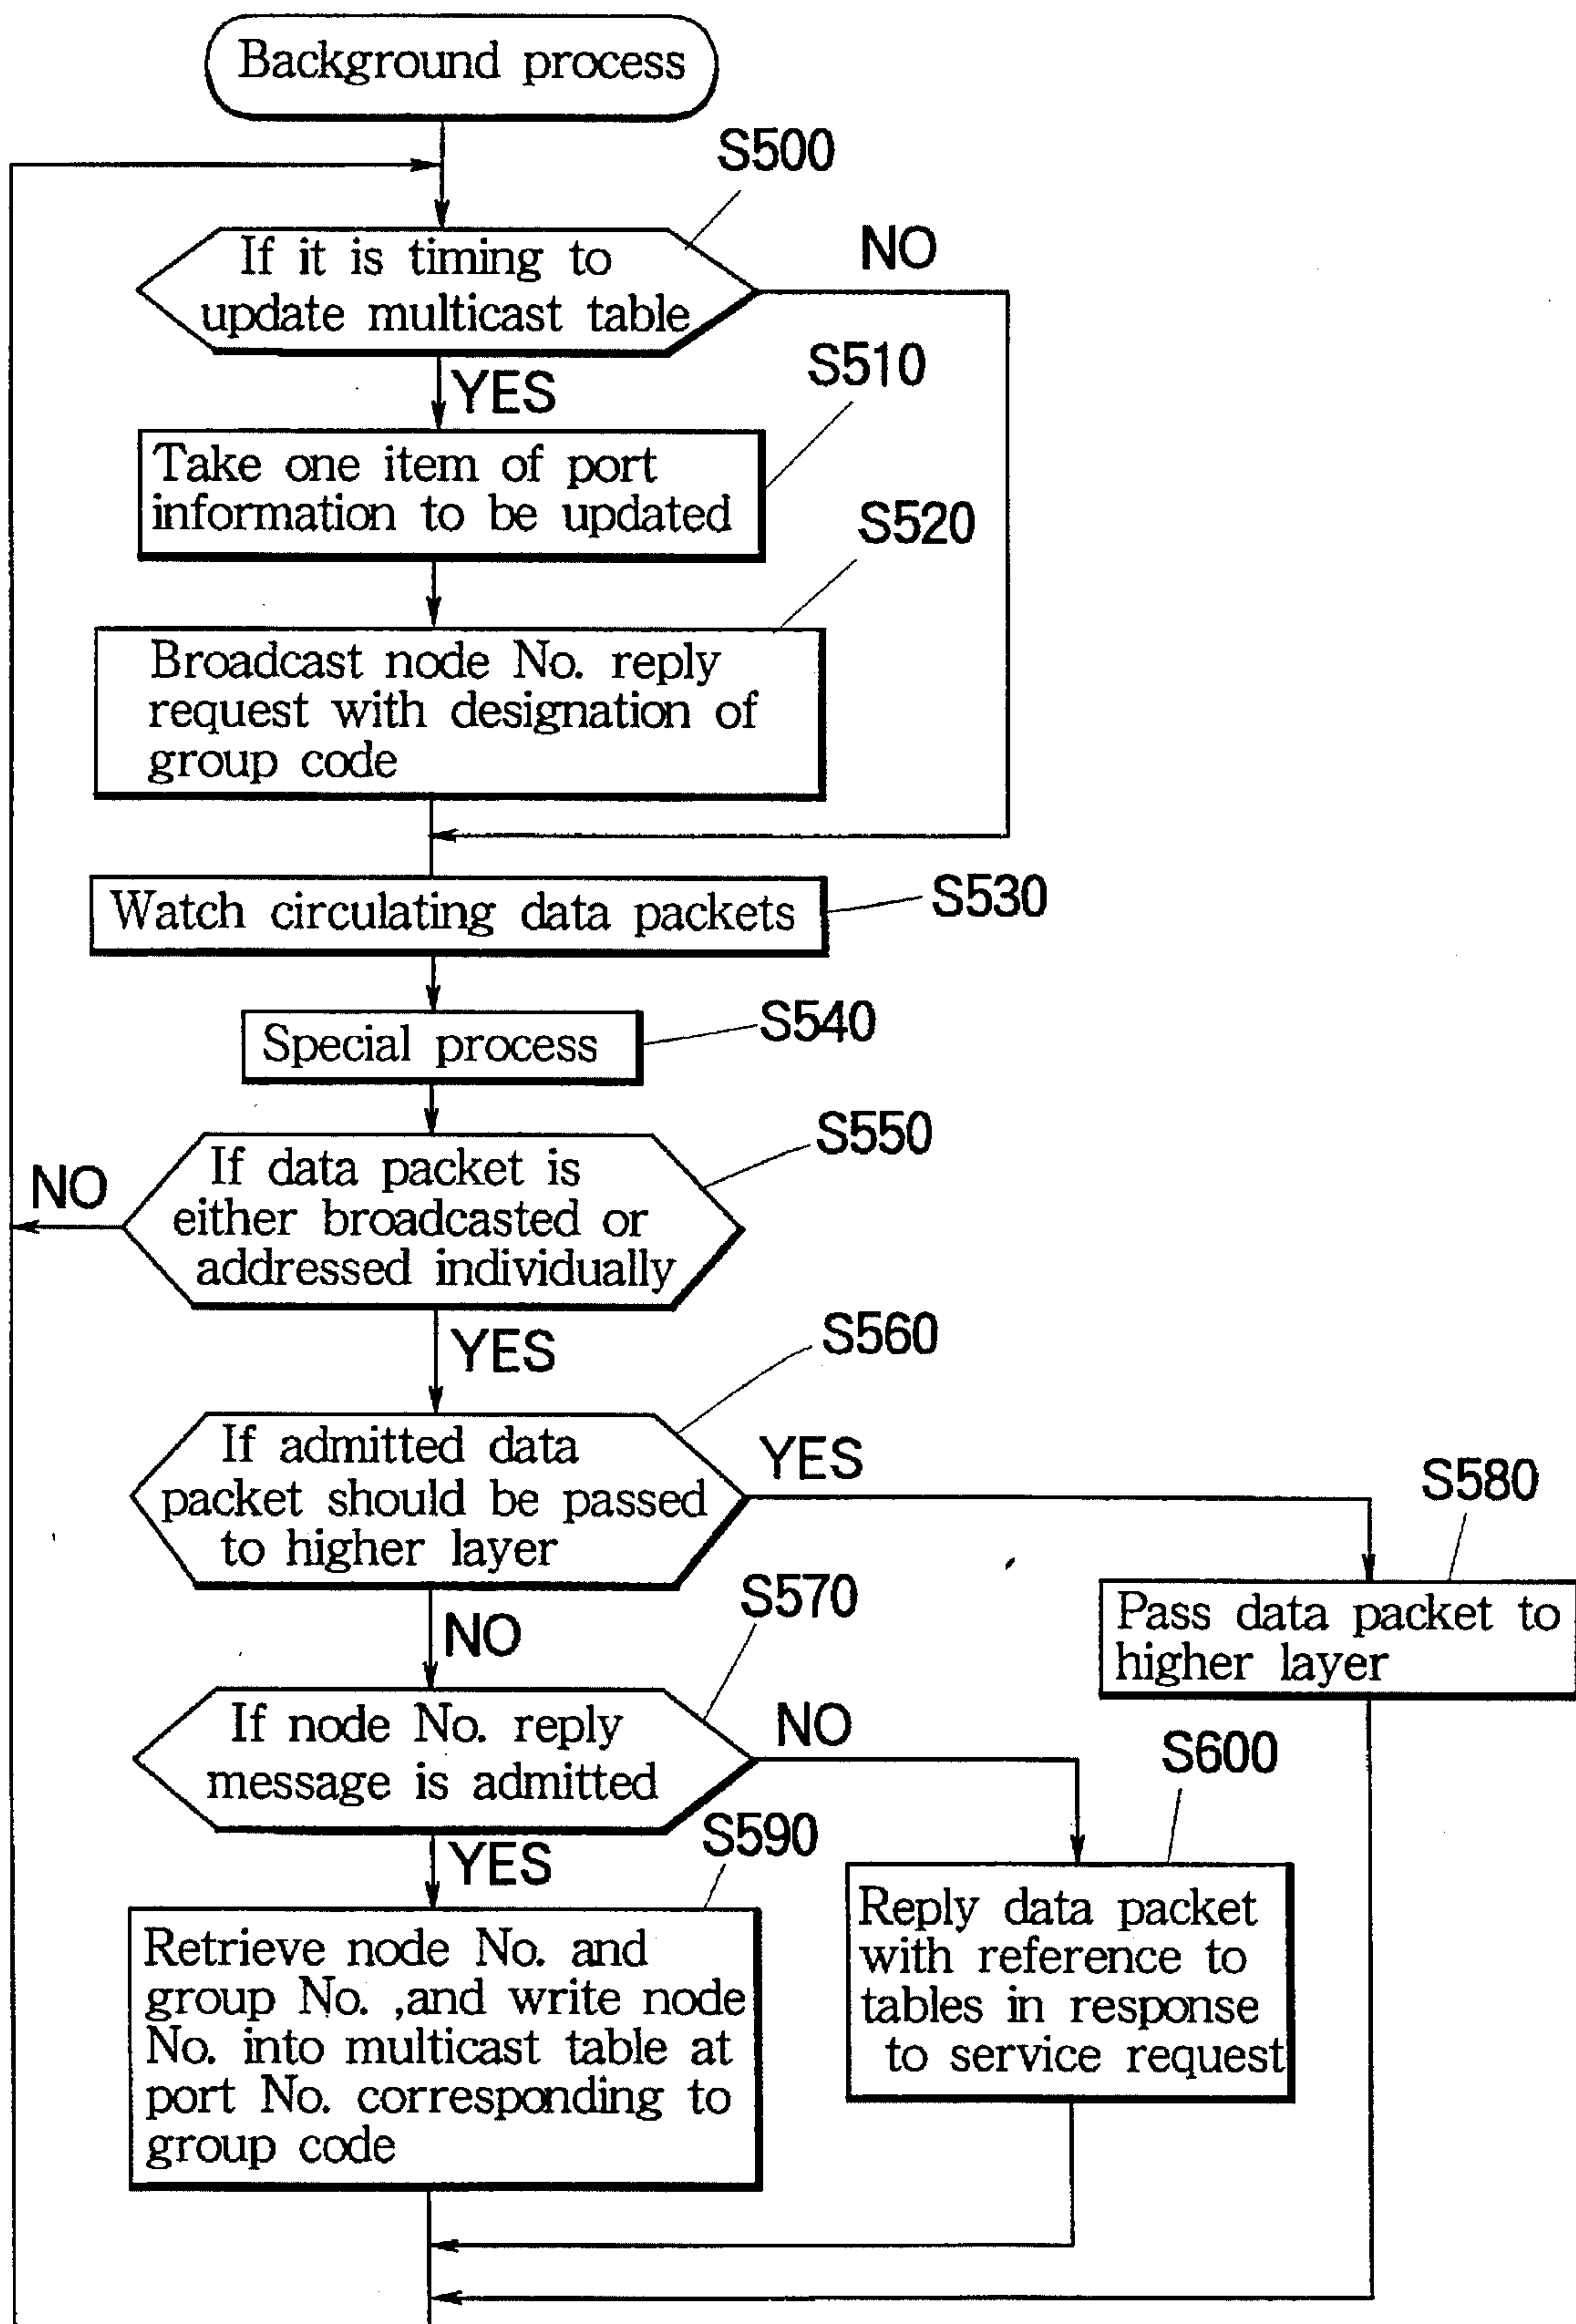 Background process
S500
If it is timing to
update multicast table
NO
YES
S510
Take one item of port
information to be updated
S520
Broadcast node No. reply
request with designation of
group code
Watch circulating data packets
S530
Special process
S540
S550
If data packet is
either broadcasted or
addressed individually
NO
YES
S560
If admitted data
packet should be passed
to higher layer
YES
S580
Pass data packet to
higher layer
NO
S570
If node No. reply
message is admitted
NO
S600
Reply data packet
with reference to
tables in response
to service request
YES
S590
Retrieve node No. and
group No. ,and write node
No. into multicast table at
port No. corresponding to
group code